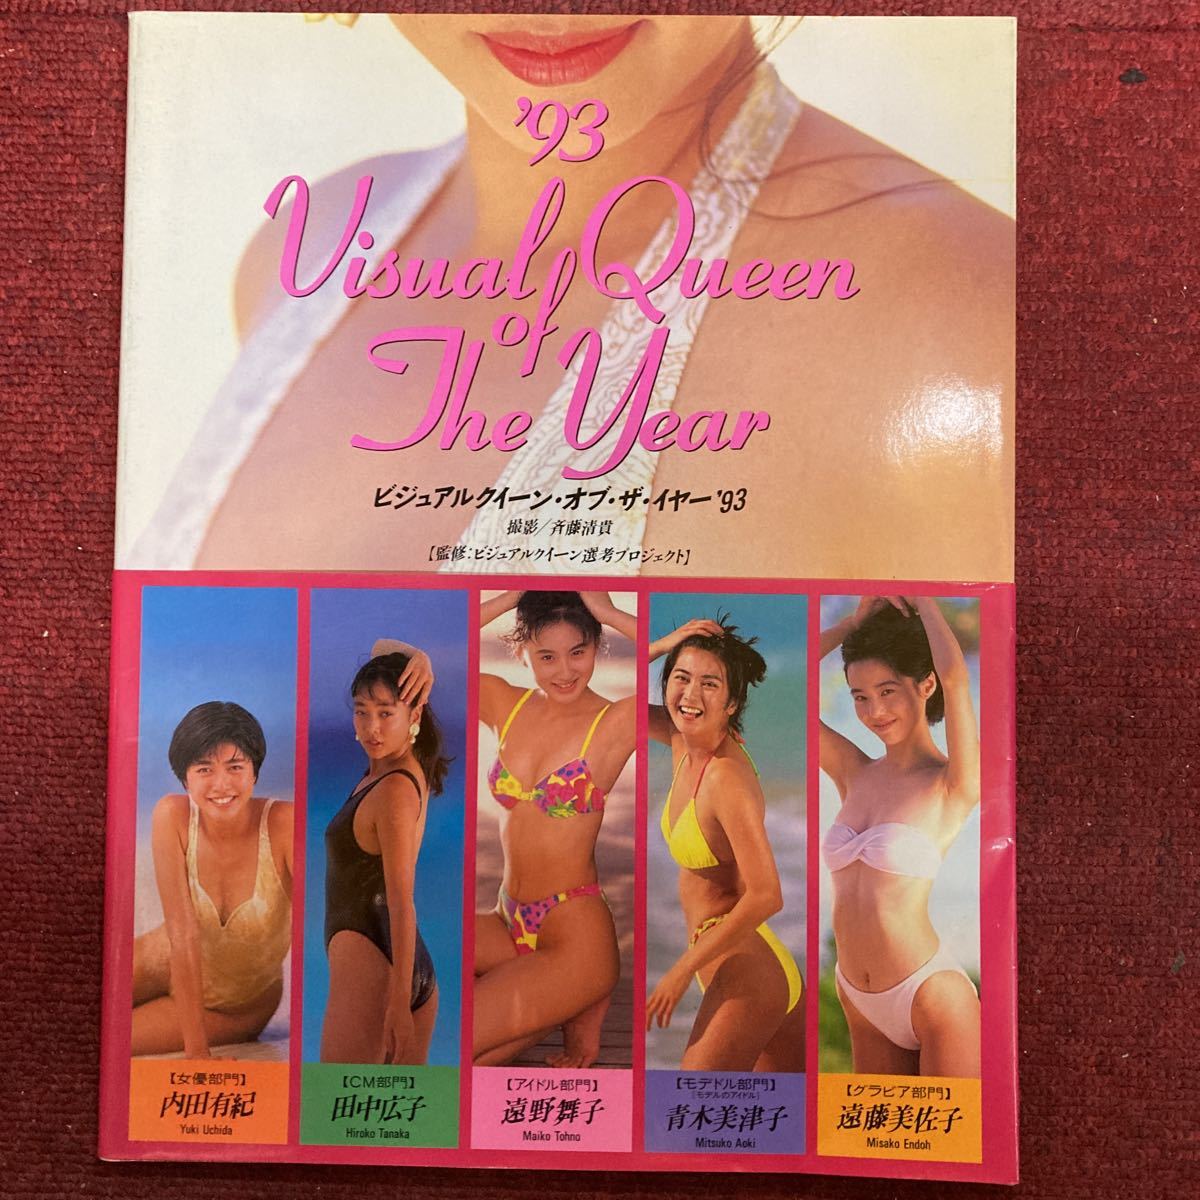 '93
Visual Queen
of
The Year
ビジュアルクイーン・オブ・ザ・イヤー'93
撮影/斉藤清貴
【監修:ビジュアルクイーン選考プロジェクト】
【女優部門】
内田有紀
Yuki Uchida
【CM部門】
田中広子
Hiroko Tanaka
【アイドル部門】
遠野舞子
Maiko Tohno
【モデドル部門】
[モデルのアイドル]
青木美津子
Mitsuko Aoki
【グラビア部門】
遠藤美佐子
Misako Endoh